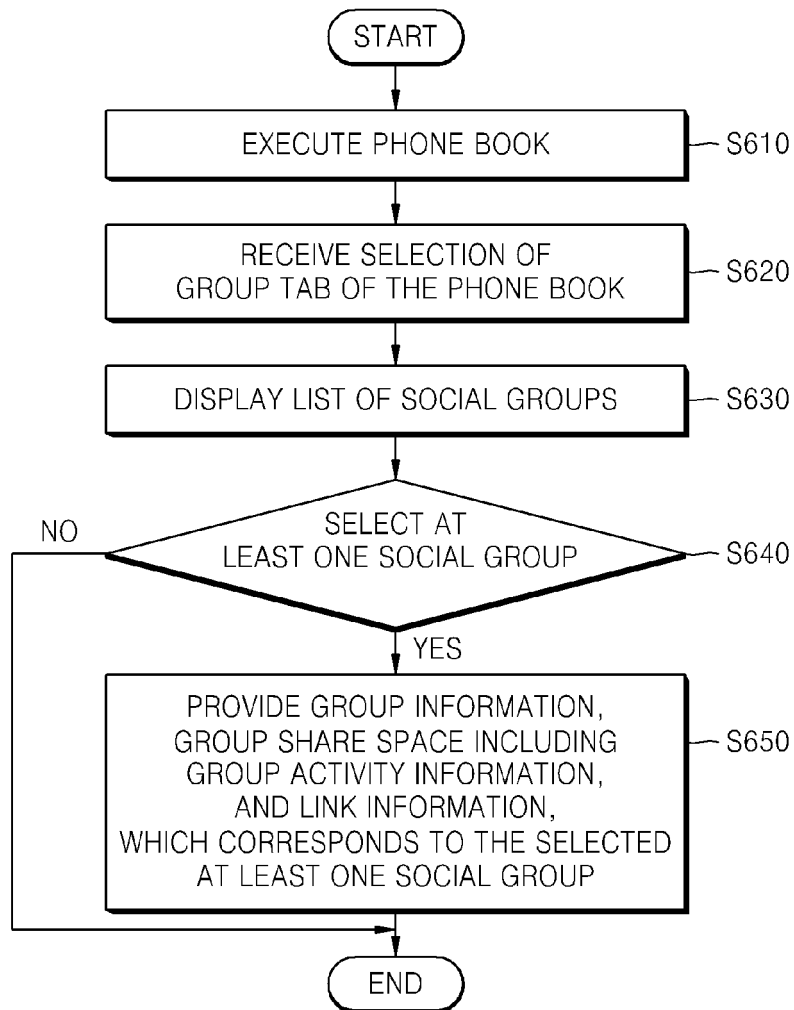 START
EXECUTE PHONE BOOK
S610
RECEIVE SELECTION OF
GROUP TAB OF THE PHONE BOOK
S620
DISPLAY LIST OF SOCIAL GROUPS
S630
NO
SELECT AT
LEAST ONE SOCIAL GROUP
S640
YES
PROVIDE GROUP INFORMATION,
GROUP SHARE SPACE INCLUDING
GROUP ACTIVITY INFORMATION,
AND LINK INFORMATION,
WHICH CORRESPONDS TO THE SELECTED
AT LEAST ONE SOCIAL GROUP
S650
END